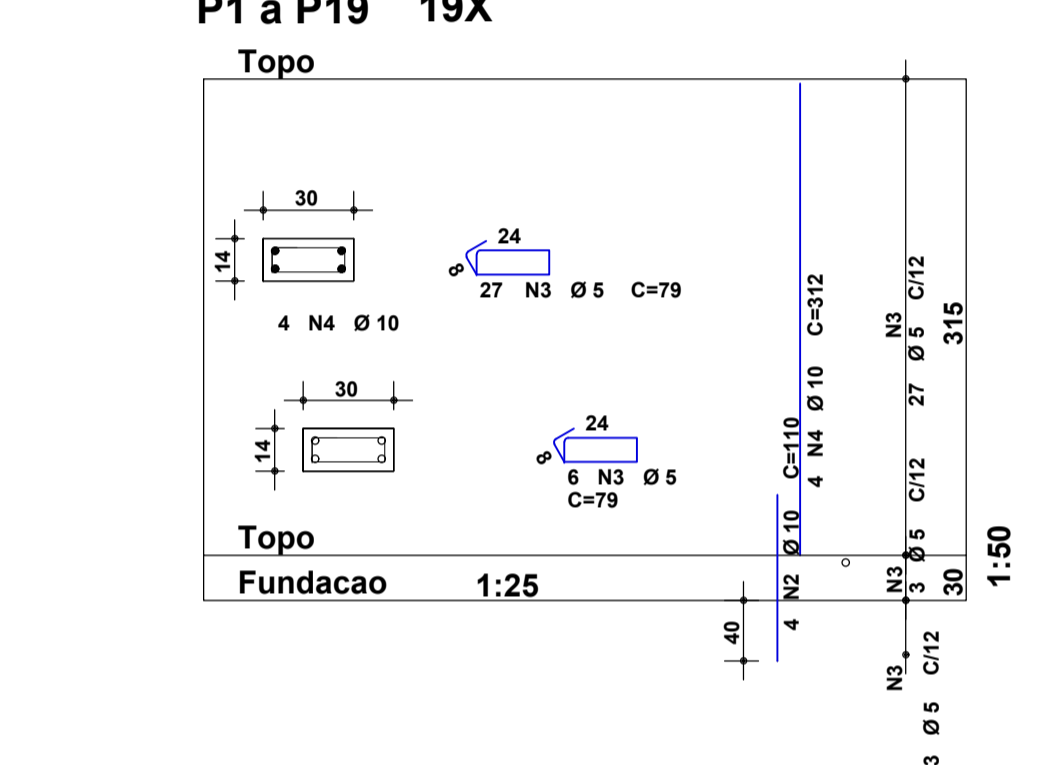 P1 a P19 19X
Topo
30
14
4 N4 Ø 10
24
8
27 N3 Ø 5 C=79
30
14
24
8
6 N3 Ø 5
C=79
Topo
Fundacao 1:25
40
4 N2 Ø 10 C=110
4 N4 Ø 10 C=312
N3
27 Ø 5 C/12
315
N3
3 Ø 5 C/12
30
1:50
N3
3 Ø 5 C/12